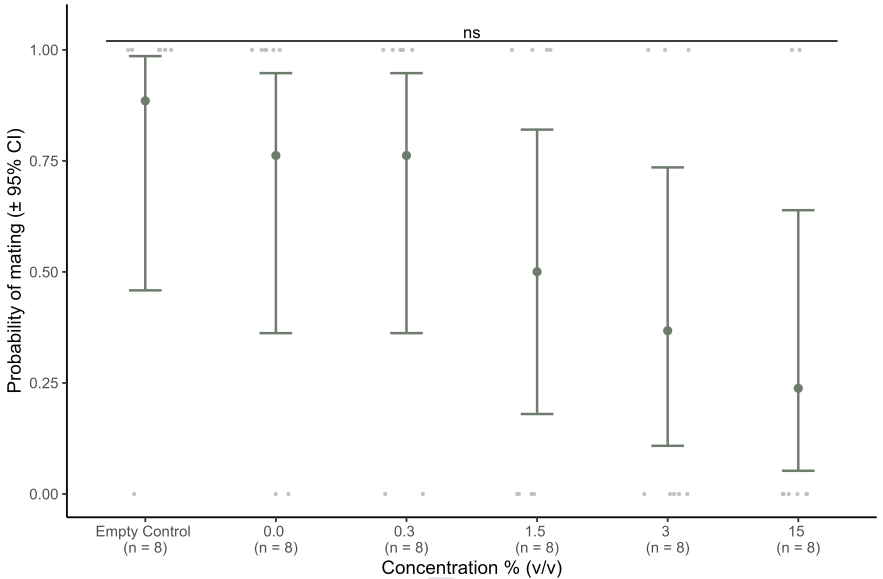 ns
1.00
0.75
0.50
0.25
0.00
Probability of mating (± 95% CI)
Empty Control 0.0 0.3 1.5 3 15
(n = 8) (n = 8) (n = 8) (n = 8) (n = 8) (n = 8)
Concentration % (v/v)